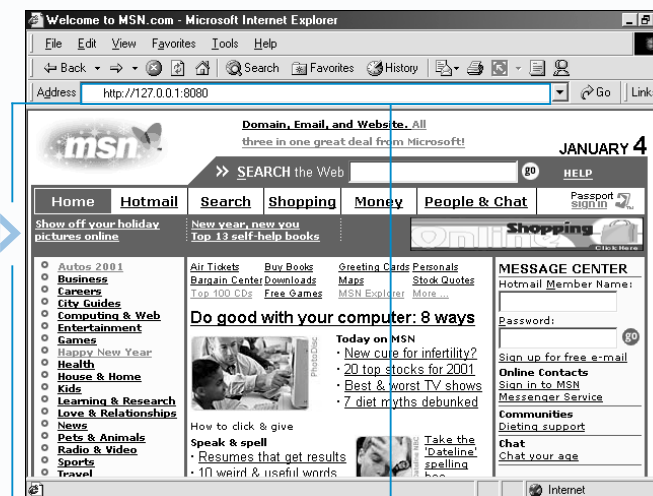 Welcome to MSN.com - Microsoft Internet Explorer
File Edit View Favorites Tools Help
Back Search Favorites History
Address http://127.0.0.1:8080 Go Link
msn
Domain, Email, and Website. All
three in one great deal from Microsoft!
JANUARY 4
>> SEARCH the Web go HELP
Home Hotmail Search Shopping Money People & Chat Passport sign in
Show off your holiday
pictures online
New year, new you
Top 13 self-help books
Online Shopping
Click Here
Autos 2001
Business
Careers
City Guides
Computing & Web
Entertainment
Games
Happy New Year
Health
House & Home
Kids
Learning & Research
Love & Relationships
News
Pets & Animals
Radio & Video
Sports
Travel
Air Tickets Buy Books Greeting Cards Personals
Bargain Center Downloads Maps Stock Quotes
Top 100 CDs Free Games MSN Explorer More ...
Do good with your computer: 8 ways
PhotoDisc
Today on MSN
· New cure for infertility?
· 20 top stocks for 2001
· Best & worst TV shows
· 7 diet myths debunked
How to click & give
Speak & spell
· Resumes that get results
· 10 weird & useful words
Take the
'Dateline'
spelling
bee
MESSAGE CENTER
Hotmail Member Name:
Password:
go
Sign up for free e-mail
Online Contacts
Sign in to MSN
Messenger Service
Communities
Dieting support
Chat
Chat your age
Internet